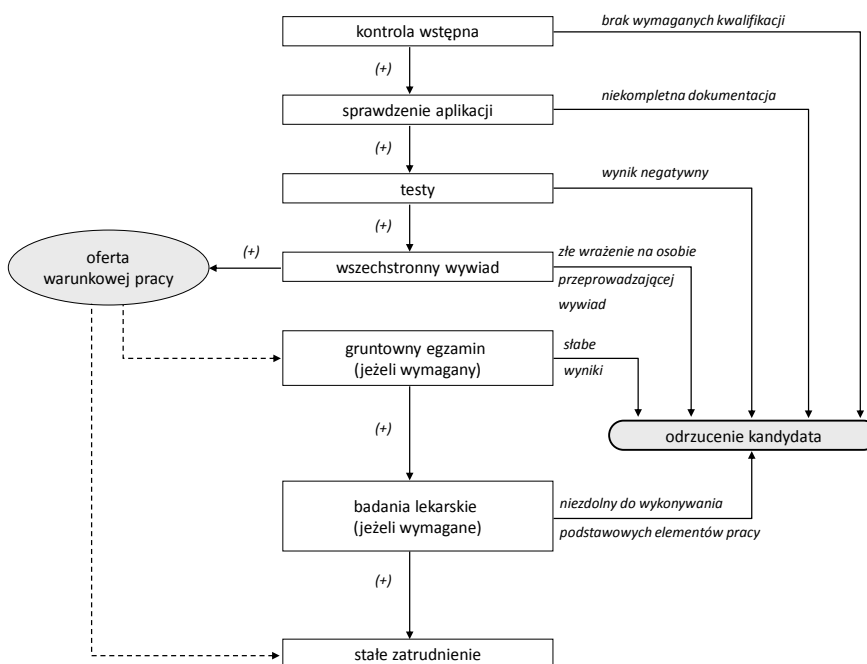 kontrola wstępna
brak wymaganych kwalifikacji
(+)
sprawdzenie aplikacji
niekompletna dokumentacja
(+)
testy
wynik negatywny
(+)
oferta
warunkowej pracy
(+)
wszechstronny wywiad
złe wrażenie na osobie
przeprowadzającej
wywiad
gruntowny egzamin
(jeżeli wymagany)
słabe
wyniki
(+)
odrzucenie kandydata
badania lekarskie
(jeżeli wymagane)
niezdolny do wykonywania
podstawowych elementów pracy
(+)
stałe zatrudnienie